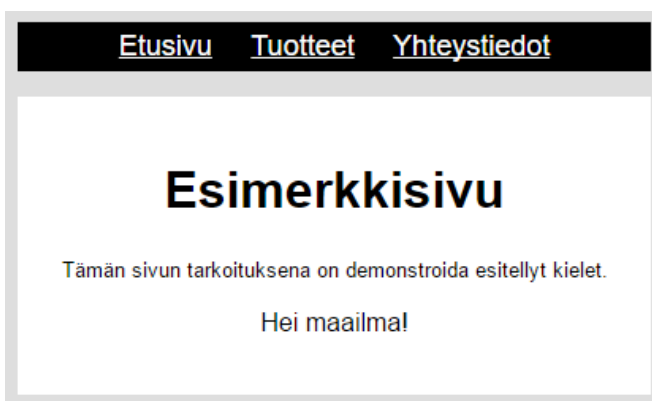 Etusivu Tuotteet Yhteystiedot
Esimerkkisivu
Tämän sivun tarkoituksena on demonstroida esitellyt kielet.
Hei maailma!